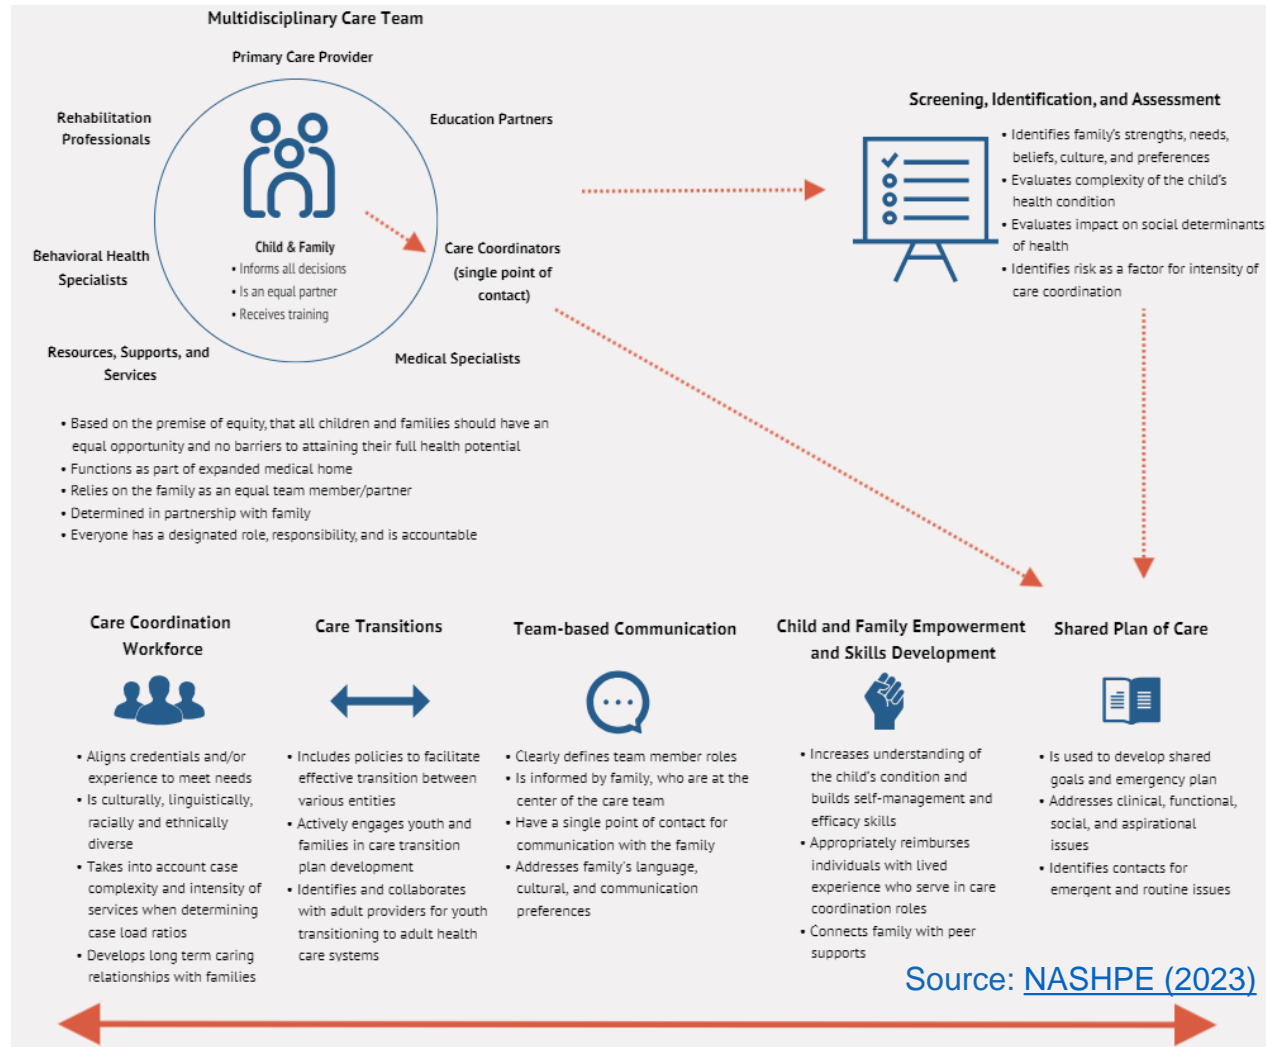 Multidisciplinary Care Team
Primary Care Provider
Rehabilitation
Professionals
Education Partners
Behavioral Health
Specialists
Child & Family
• Informs all decisions
• Is an equal partner
• Receives training
Care Coordinators
(single point of
contact)
Resources, Supports, and
Services
Medical Specialists
• Based on the premise of equity, that all children and families should have an
equal opportunity and no barriers to attaining their full health potential
• Functions as part of expanded medical home
• Relies on the family as an equal team member/partner
• Determined in partnership with family
• Everyone has a designated role, responsibility, and is accountable
Screening, Identification, and Assessment
• Identifies family's strengths, needs,
beliefs, culture, and preferences
• Evaluates complexity of the child's
health condition
• Evaluates impact on social determinants
of health
• Identifies risk as a factor for intensity of
care coordination
Care Coordination
Workforce
• Aligns credentials and/or
experience to meet needs
• Is culturally, linguistically,
racially and ethnically
diverse
• Takes into account case
complexity and intensity of
services when determining
case load ratios
• Develops long term caring
relationships with families
Care Transitions
• Includes policies to facilitate
effective transition between
various entities
• Actively engages youth and
families in care transition
plan development
• Identifies and collaborates
with adult providers for youth
transitioning to adult health
care systems
Team-based Communication
• Clearly defines team member roles
• Is informed by family, who are at the
center of the care team
• Have a single point of contact for
communication with the family
• Addresses family's language,
cultural, and communication
preferences
Child and Family Empowerment
and Skills Development
• Increases understanding of
the child's condition and
builds self-management and
efficacy skills
• Appropriately reimburses
individuals with lived
experience who serve in care
coordination roles
• Connects family with peer
supports
Shared Plan of Care
• Is used to develop shared
goals and emergency plan
• Addresses clinical, functional,
social, and aspirational
issues
• Identifies contacts for
emergent and routine issues
Source: NASHPE (2023)